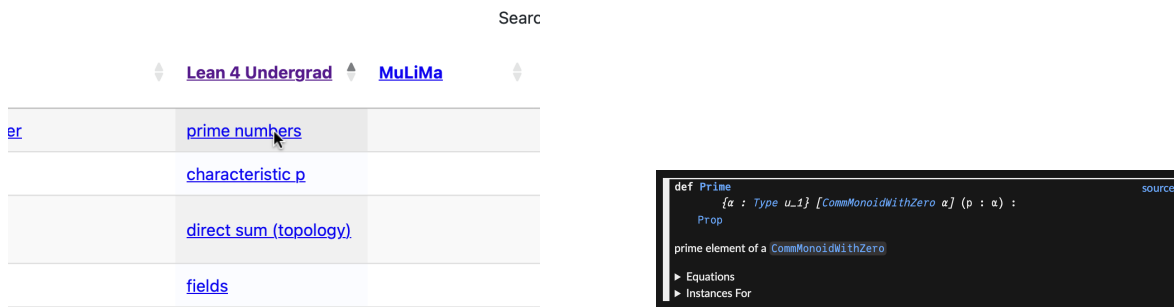 Searc
Lean 4 Undergrad MuLiMa
er prime numbers
characteristic p
direct sum (topology)
fields
def Prime source
{α : Type u_1} [CommMonoidWithZero α] (p : α) :
Prop
prime element of a CommMonoidWithZero
▶ Equations
▶ Instances For